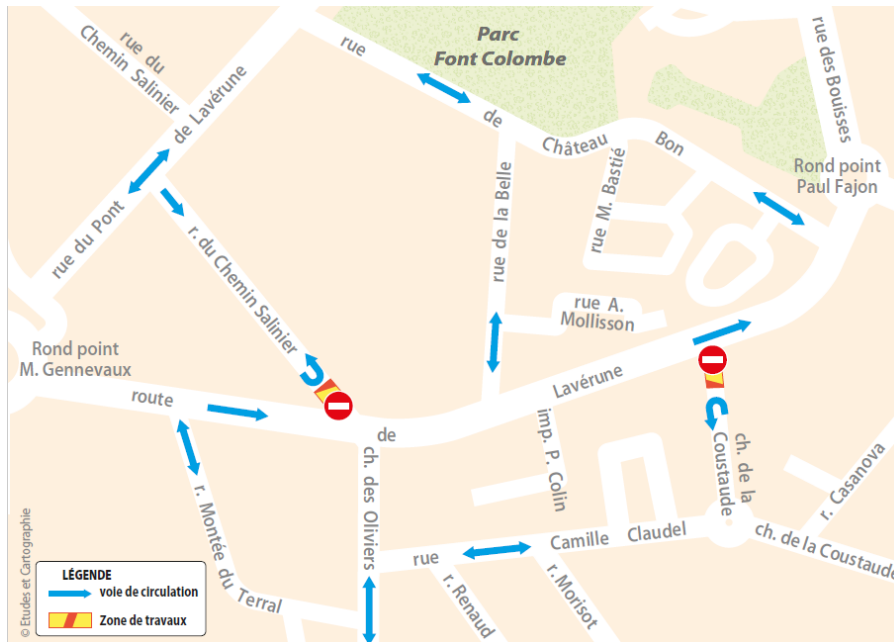 Parc
Font Colombe
rue de Château Bon
rue des Bouisses
rue du
Chemin Salinier
rue du Pont de Lavérune
Rond point
Paul Fajon
rue M. Bastié
rue de la Belle
r. du Chemin Salinier
rue A.
Mollisson
Rond point
M. Gennevaux
route de Lavérune
imp. P. Colin
ch. de la
Coustaude
r. Casanova
ch. des Oliviers
r. Montée du Terral
rue Camille Claudel
ch. de la Coustaude
r. Renaud
r. Morisot
LÉGENDE
voie de circulation
Zone de travaux
© Etudes et Cartographie